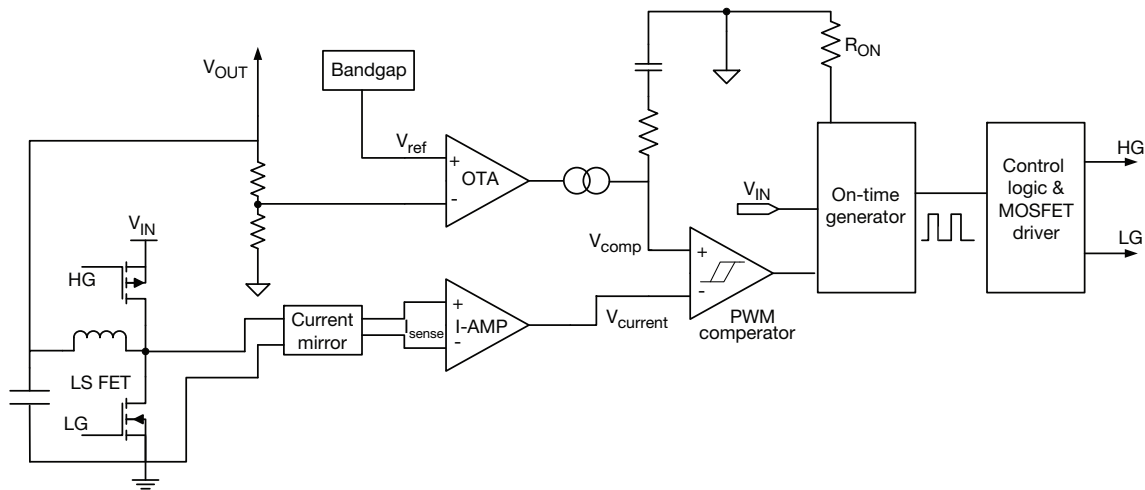 V_OUT
Bandgap
V_ref
+
OTA
-
R_ON
V_IN
On-time
generator
Control
logic &
MOSFET
driver
HG
LG
V_IN
HG
LS FET
LG
Current
mirror
I_sense
+
I-AMP
-
V_comp
V_current
+
-
PWM
comperator